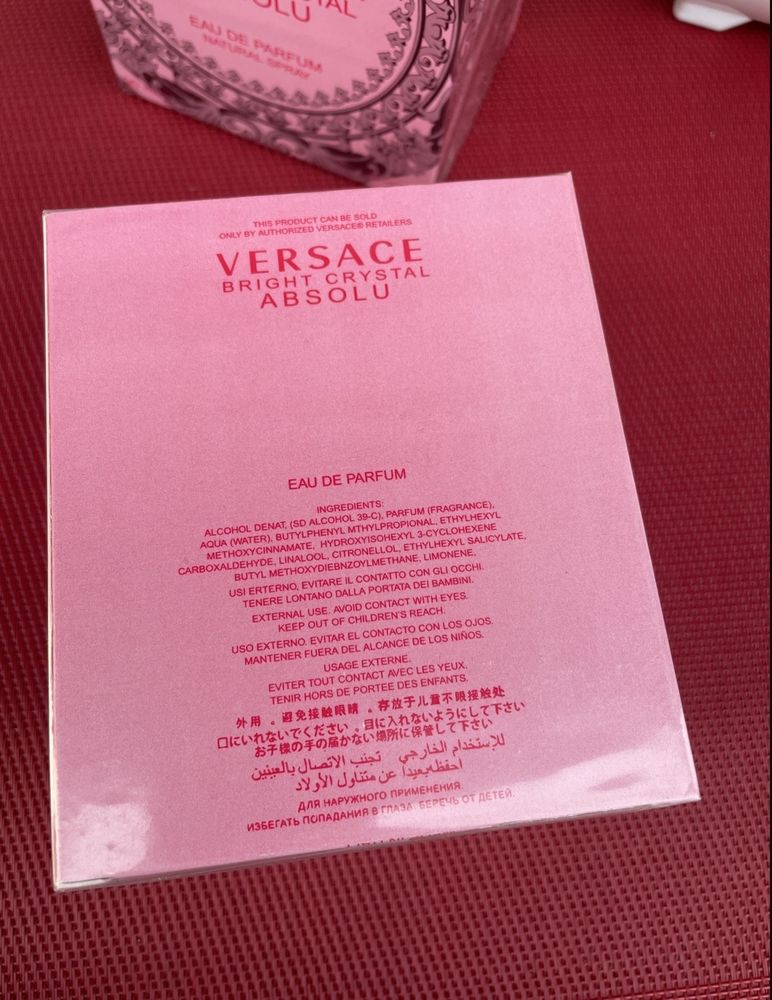 STAL
SOLU
EAU DE PARFUM
NATURAL SPRAY
THIS PRODUCT CAN BE SOLD
ONLY BY AUTHORIZED VERSACE® RETAILERS
VERSACE
BRIGHT CRYSTAL
ABSOLU
EAU DE PARFUM
INGREDIENTS:
ALCOHOL DENAT, (SD ALCOHOL 39-C), PARFUM (FRAGRANCE),
AQUA (WATER), BUTYLPHENYL MTHYLPROPIONAL, ETHYLHEXYL
METHOXYCINNAMATE, HYDROXYISOHEXYL 3-CYCLOHEXENE
CARBOXALDEHYDE, LINALOOL, CITRONELLOL, ETHYLHEXYL SALICYLATE,
BUTYL METHOXYDIEBNZOYLMETHANE, LIMONENE,
USI ERTERNO, EVITARE IL CONTATTO CON GLI OCCHI.
TENERE LONTANO DALLA PORTATA DEI BAMBINI.
EXTERNAL USE. AVOID CONTACT WITH EYES.
KEEP OUT OF CHILDREN'S REACH.
USO EXTERNO. EVITAR EL CONTACTO CON LOS OJOS.
MANTENER FUERA DEL ALCANCE DE LOS NIÑOS.
USAGE EXTERNE.
EVITER TOUT CONTACT AVEC LES YEUX.
TENIR HORS DE PORTEE DES ENFANTS.
外用 。避免接触眼睛 。存放于儿童不眼接触处
口にいれないでください 。目に入れないようにして下さい
お子様の手の届かない場所に保管して下さい
للإستخدام الخارجي تجنب الاتصال بالعينين
احفظه بعيدا عن متناول الأولاد
ДЛЯ НАРУЖНОГО ПРИМЕНЕНИЯ.
ИЗБЕГАТЬ ПОПАДАНИЯ В ГЛАЗА. БЕРЕЧЬ ОТ ДЕТЕЙ.